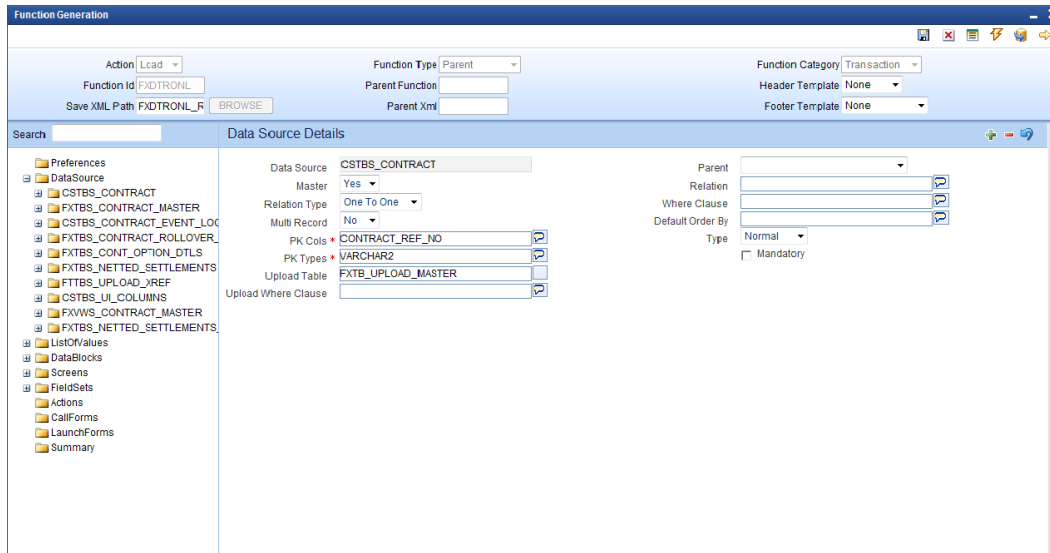 Function Generation
Action Load Function Type Parent Function Category Transaction
Function Id FXDTRONL Parent Function Header Template None
Save XML Path FXDTRONL_R BROWSE Parent Xml Footer Template None
Search Data Source Details
Preferences
DataSource
CSTBS_CONTRACT
FXTBS_CONTRACT_MASTER
CSTBS_CONTRACT_EVENT_LOG
FXTBS_CONTRACT_ROLLOVER_
FXTBS_CONT_OPTION_DTLS
FXTBS_NETTED_SETTLEMENTS
FTTBS_UPLOAD_XREF
CSTBS_UI_COLUMNS
FXVWS_CONTRACT_MASTER
FXTBS_NETTED_SETTLEMENTS_
ListOfValues
DataBlocks
Screens
FieldSets
Actions
CallForms
LaunchForms
Summary
Data Source CSTBS_CONTRACT Parent
Master Yes Relation
Relation Type One To One Where Clause
Multi Record No Default Order By
PK Cols * CONTRACT_REF_NO Type Normal
PK Types * VARCHAR2 Mandatory
Upload Table FXTB_UPLOAD_MASTER
Upload Where Clause